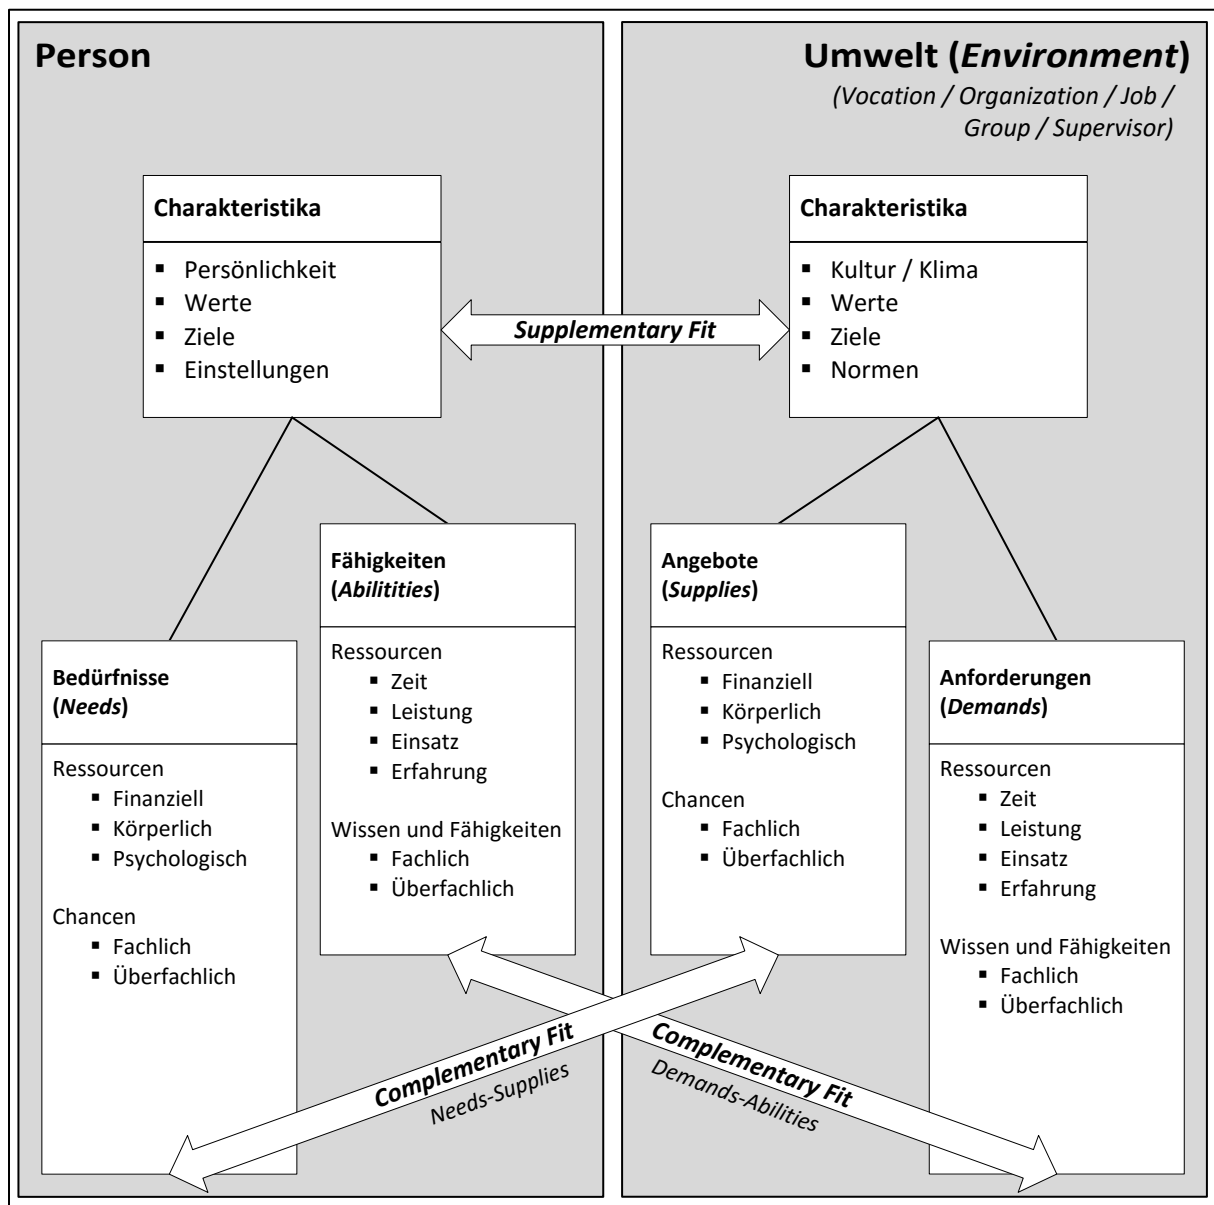 Person
Charakteristika
▪ Persönlichkeit
▪ Werte
▪ Ziele
▪ Einstellungen
Bedürfnisse
(Needs)
Ressourcen
▪ Finanziell
▪ Körperlich
▪ Psychologisch
Chancen
▪ Fachlich
▪ Überfachlich
Fähigkeiten
(Abilitities)
Ressourcen
▪ Zeit
▪ Leistung
▪ Einsatz
▪ Erfahrung
Wissen und Fähigkeiten
▪ Fachlich
▪ Überfachlich
Supplementary Fit
Umwelt (Environment)
(Vocation / Organization / Job /
Group / Supervisor)
Charakteristika
▪ Kultur / Klima
▪ Werte
▪ Ziele
▪ Normen
Angebote
(Supplies)
Ressourcen
▪ Finanziell
▪ Körperlich
▪ Psychologisch
Chancen
▪ Fachlich
▪ Überfachlich
Anforderungen
(Demands)
Ressourcen
▪ Zeit
▪ Leistung
▪ Einsatz
▪ Erfahrung
Wissen und Fähigkeiten
▪ Fachlich
▪ Überfachlich
Complementary Fit
Needs-Supplies
Complementary Fit
Demands-Abilities